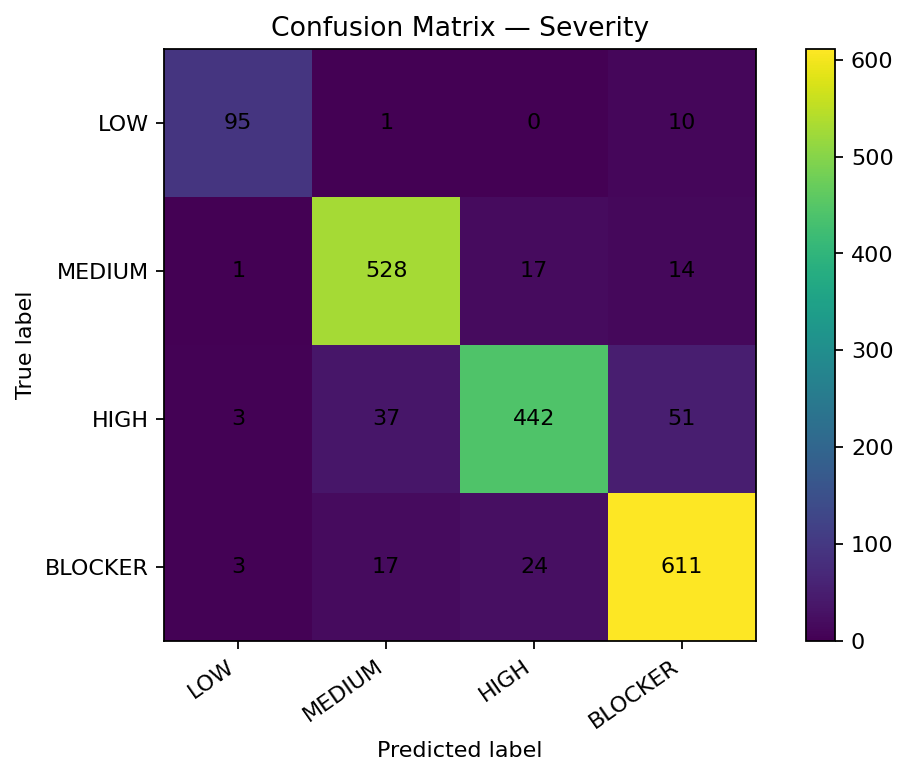 Confusion Matrix — Severity
LOW 95 1 0 10
MEDIUM 1 528 17 14
HIGH 3 37 442 51
BLOCKER 3 17 24 611
LOW MEDIUM HIGH BLOCKER
Predicted label
True label
600
500
400
300
200
100
0